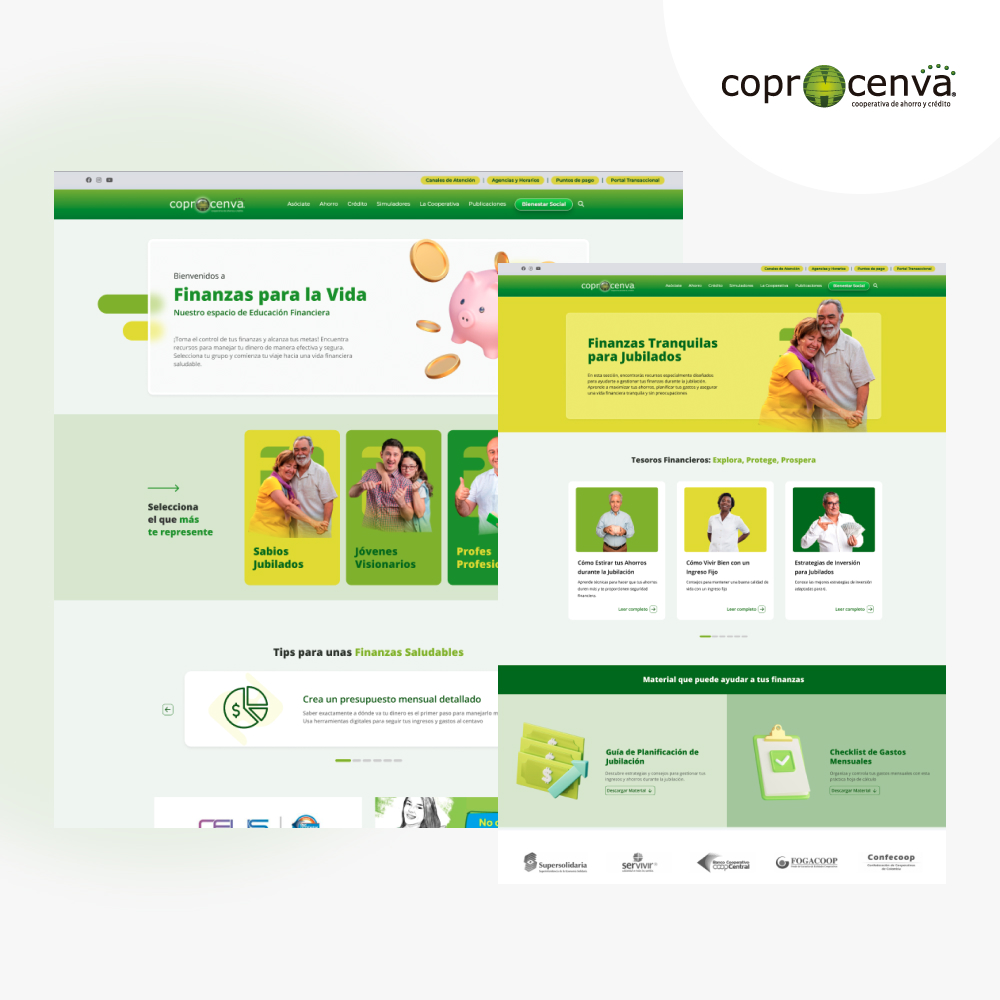 coprocenva
cooperativa de ahorro y crédito
Canales de Atención | Agencias y Horarios | Puntos de pago | Portal Transaccional
coprocenva
Asóciate Ahorro Crédito Simuladores La Cooperativa Publicaciones Bienestar Social
Bienvenidos a
Finanzas para la Vida
Nuestro espacio de Educación Financiera
¡Toma el control de tus finanzas y alcanza tus metas! Encuentra
recursos para manejar tu dinero de manera efectiva y segura.
Selecciona tu grupo y comienza tu viaje hacia una vida financiera
saludable.
Selecciona
el que más
te represente
Sabios
Jubilados
Jóvenes
Visionarios
Profes
Profesio
Tips para unas Finanzas Saludables
$
Crea un presupuesto mensual detallado
Saber exactamente a dónde va tu dinero es el primer paso para manejarlo m
Usa herramientas digitales para seguir tus ingresos y gastos al centavo
No
Canales de Atención | Agencias y Horarios | Puntos de pago | Portal Transaccional
coprocenva
Asóciate Ahorro Crédito Simuladores La Cooperativa Publicaciones Bienestar Social
Finanzas Tranquilas
para Jubilados
En esta sección, encontrarás recursos especialmente diseñados
para ayudarte a gestionar tus finanzas durante la jubilación.
Aprende a maximizar tus ahorros, planificar tus gastos y asegurar
una vida financiera tranquila y sin preocupaciones
Tesoros Financieros: Explora, Protege, Prospera
Cómo Estirar tus Ahorros
durante la Jubilación
Aprende técnicas para hacer que tus ahorros
duren más y te proporcionen seguridad
financiera.
Leer completo
Cómo Vivir Bien con un
Ingreso Fijo
Consejos para mantener una buena calidad de
vida con un ingreso fijo
Leer completo
Estrategias de Inversión
para Jubilados
Conoce las mejores estrategias de inversión
adaptadas para ti.
Leer completo
Material que puede ayudar a tus finanzas
$
Guía de Planificación de
Jubilación
Descubre estrategias y consejos para gestionar tus
ingresos y ahorros durante la jubilación.
Descargar Material
Checklist de Gastos
Mensuales
Organiza y controla tus gastos mensuales con esta
práctica hoja de cálculo
Descargar Material
Supersolidaria
servivir
Banco Cooperativo
coopCentral
FOGACOOP
Confecoop
Confederación de Cooperativas
de Colombia